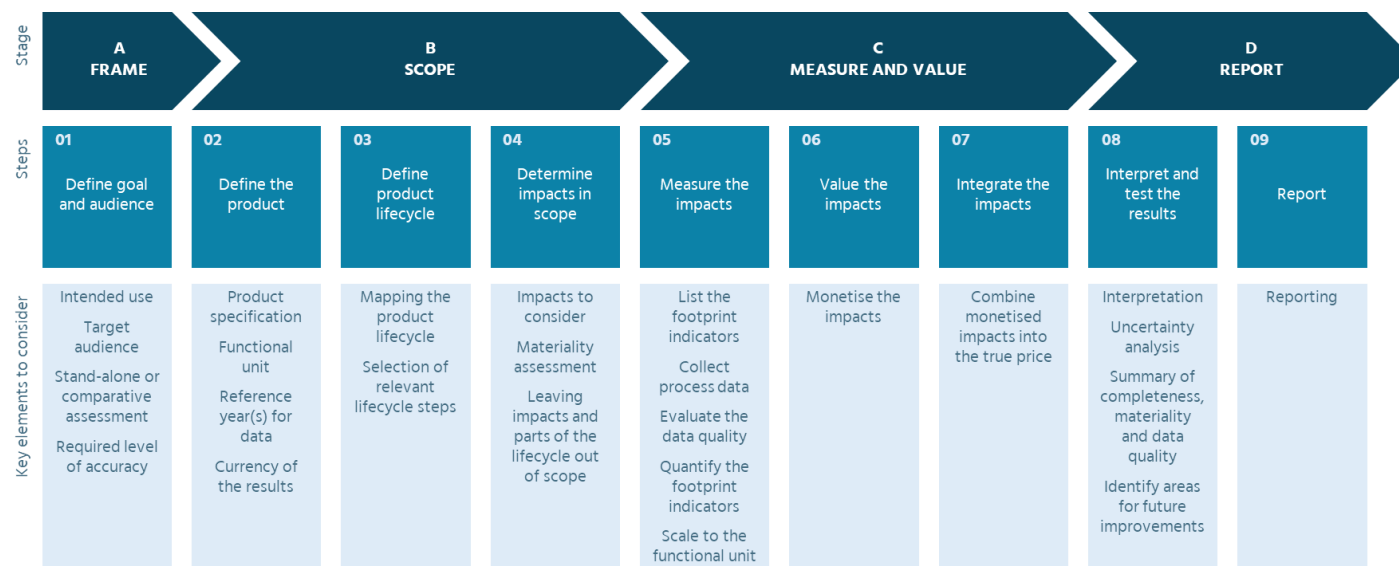 Stage
A
FRAME
B
SCOPE
C
MEASURE AND VALUE
D
REPORT
Steps
01
Define goal
and audience
02
Define the
product
03
Define
product
lifecycle
04
Determine
impacts in
scope
05
Measure the
impacts
06
Value the
impacts
07
Integrate the
impacts
08
Interpret and
test the
results
09
Report
Key elements to consider
Intended use
Target
audience
Stand-alone or
comparative
assessment
Required level
of accuracy
Product
specification
Functional
unit
Reference
year(s) for
data
Currency of
the results
Mapping the
product
lifecycle
Selection of
relevant
lifecycle steps
Impacts to
consider
Materiality
assessment
Leaving
impacts and
parts of the
lifecycle out
of scope
List the
footprint
indicators
Collect
process data
Evaluate the
data quality
Quantify the
footprint
indicators
Scale to the
functional unit
Monetise the
impacts
Combine
monetised
impacts into
the true price
Interpretation
Uncertainty
analysis
Summary of
completeness,
materiality
and data
quality
Identify areas
for future
improvements
Reporting